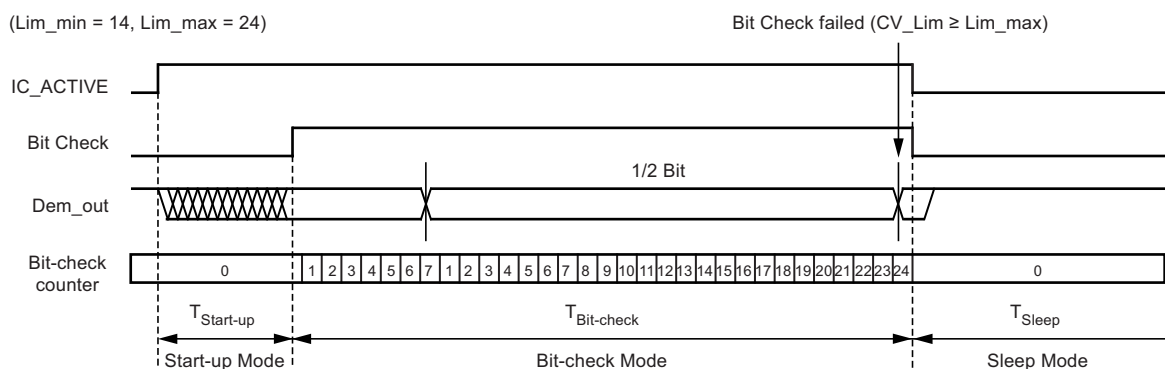 (Lim_min = 14, Lim_max = 24)
Bit Check failed (CV_Lim ≥ Lim_max)
IC_ACTIVE
Bit Check
1/2 Bit
Dem_out
Bit-check
counter
0 1 2 3 4 5 6 7 1 2 3 4 5 6 7 8 9 10 11 12 13 14 15 16 17 18 19 20 21 22 23 24 0
T Start-up T Bit-check T Sleep
Start-up Mode Bit-check Mode Sleep Mode